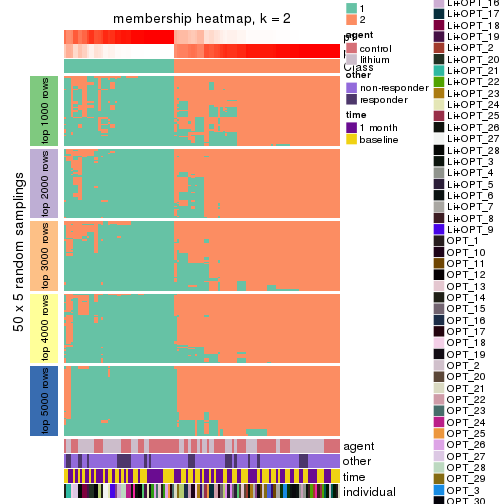 membership heatmap, k = 2
50 x 5 random samplings
top 1000 rows
top 2000 rows
top 3000 rows
top 4000 rows
top 5000 rows
Class
agent
other
time
individual
1
2
agent
control
lithium
other
non-responder
responder
time
1 month
baseline
Li+OPT_16
Li+OPT_17
Li+OPT_18
Li+OPT_19
Li+OPT_2
Li+OPT_20
Li+OPT_21
Li+OPT_22
Li+OPT_23
Li+OPT_24
Li+OPT_25
Li+OPT_26
Li+OPT_27
Li+OPT_28
Li+OPT_3
Li+OPT_4
Li+OPT_5
Li+OPT_6
Li+OPT_7
Li+OPT_8
Li+OPT_9
OPT_1
OPT_10
OPT_11
OPT_12
OPT_13
OPT_14
OPT_15
OPT_16
OPT_17
OPT_18
OPT_19
OPT_2
OPT_20
OPT_21
OPT_22
OPT_23
OPT_24
OPT_25
OPT_26
OPT_27
OPT_28
OPT_29
OPT_3
OPT_30